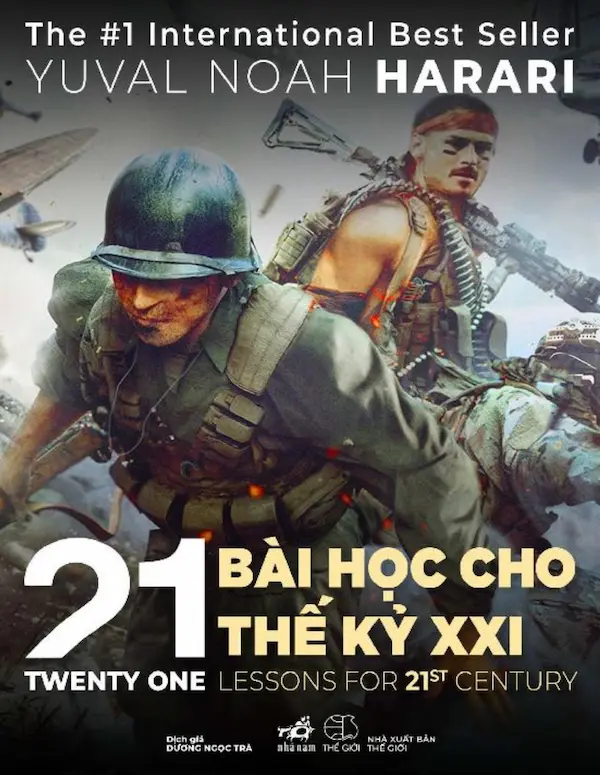 The #1 International Best Seller
YUVAL NOAH HARARI
21 BÀI HỌC CHO
THẾ KỶ XXI
TWENTY ONE LESSONS FOR 21ST CENTURY
Dịch giả
DƯƠNG NGỌC TRÀ
nhã nam
THẾ GIỚI
NHÀ XUẤT BẢN
THẾ GIỚI